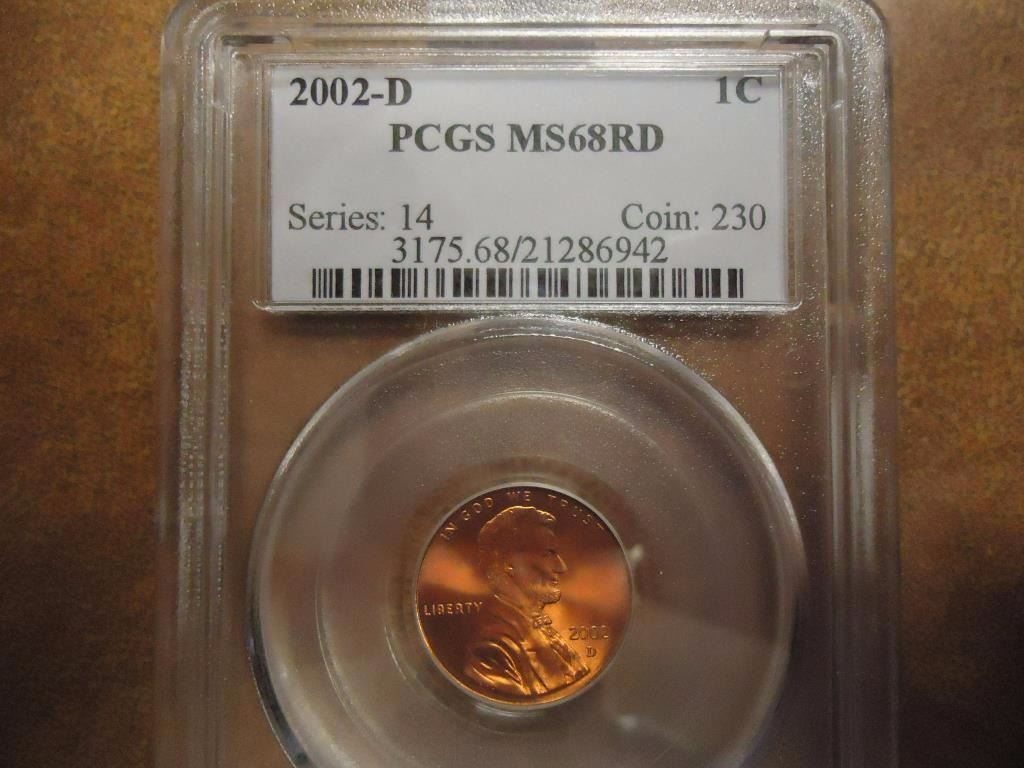 2002-D 1C
PCGS MS68RD
Series: 14 Coin: 230
3175.68/21286942
IN GOD WE TRUST
LIBERTY
2002
D